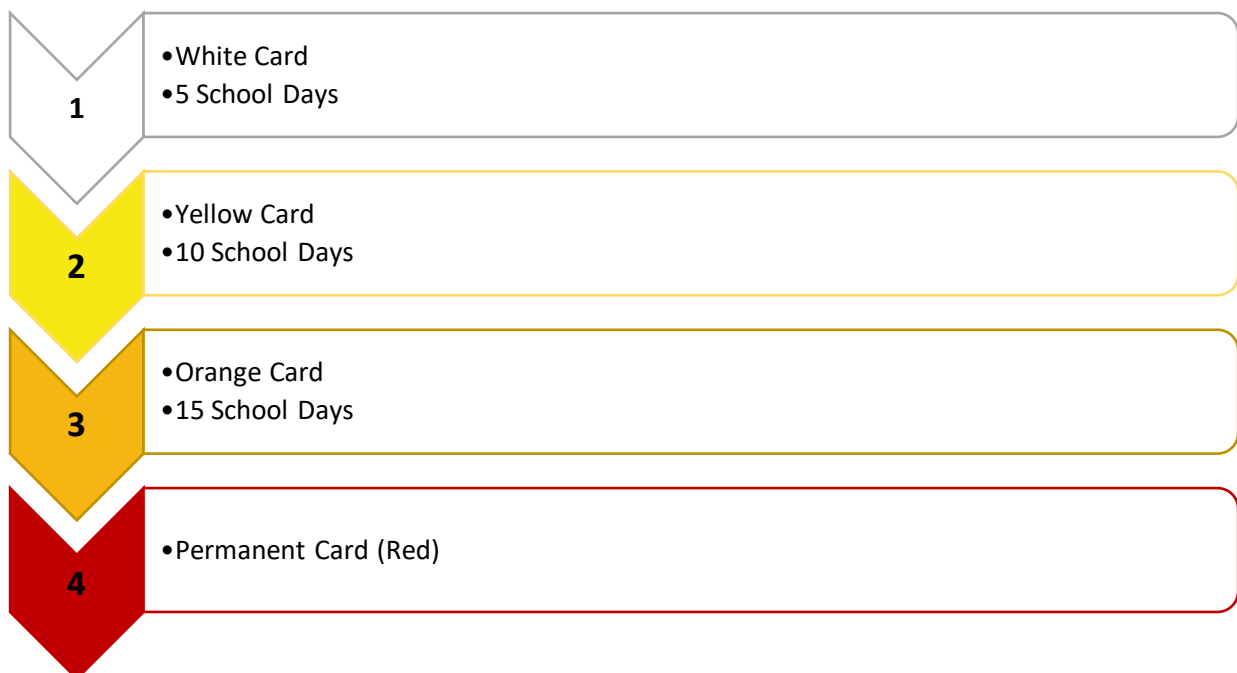 1
•White Card
•5 School Days
2
•Yellow Card
•10 School Days
3
•Orange Card
•15 School Days
4
•Permanent Card (Red)